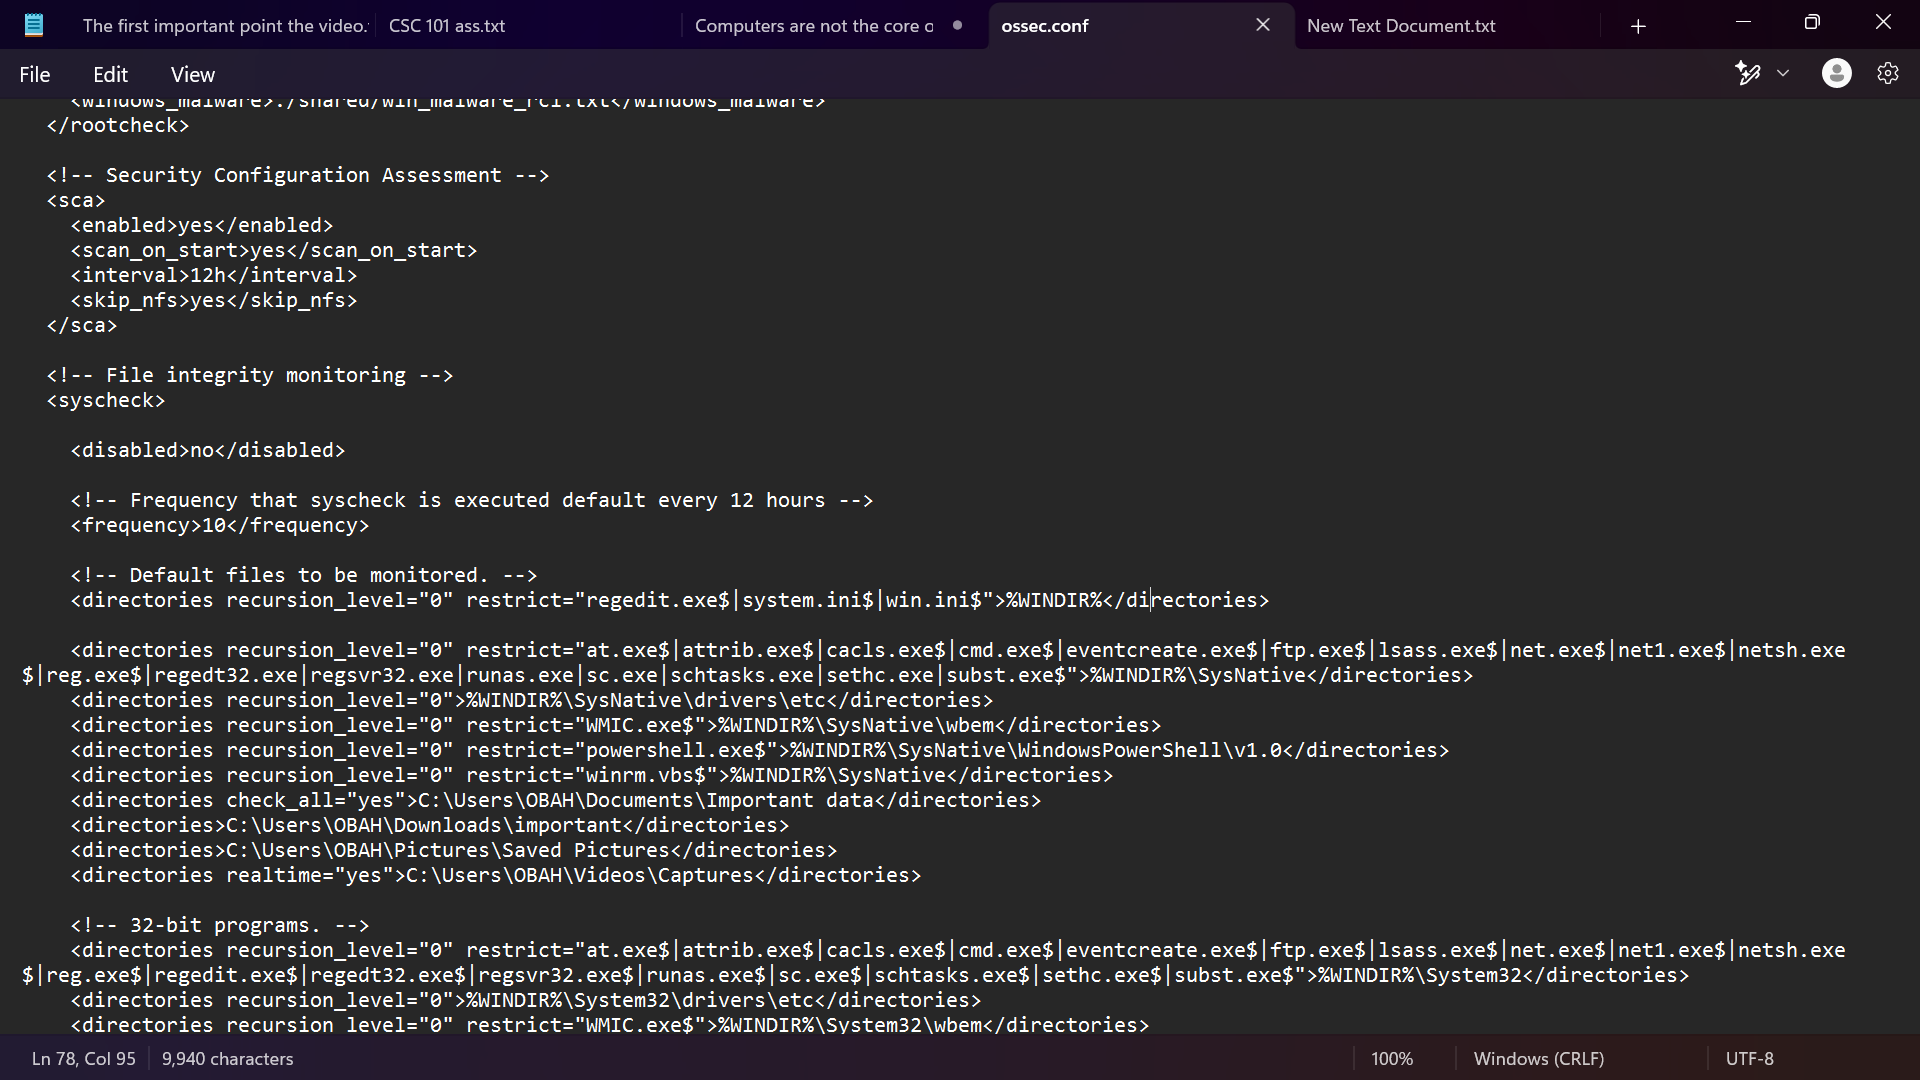 The first important point the video.
CSC 101 ass.txt
Computers are not the core o
ossec.conf
New Text Document.txt
File
Edit
View
<windows_malware>./shared/win_malware_rcl.txt</windows_malware>
</rootcheck>
<!-- Security Configuration Assessment -->
<sca>
<enabled>yes</enabled>
<scan_on_start>yes</scan_on_start>
<interval>12h</interval>
<skip_nfs>yes</skip_nfs>
</sca>
<!-- File integrity monitoring -->
<syscheck>
<disabled>no</disabled>
<!-- Frequency that syscheck is executed default every 12 hours -->
<frequency>10</frequency>
<!-- Default files to be monitored. -->
<directories recursion_level="0" restrict="regedit.exe$|system.ini$|win.ini$">%WINDIR%</directories>
<directories recursion_level="0" restrict="at.exe$|attrib.exe$|cacls.exe$|cmd.exe$|eventcreate.exe$|ftp.exe$|lsass.exe$|net.exe$|net1.exe$|netsh.exe
$|reg.exe$|regedt32.exe|regsvr32.exe|runas.exe|sc.exe|schtasks.exe|sethc.exe|subst.exe$">%WINDIR%\SysNative</directories>
<directories recursion_level="0">%WINDIR%\SysNative\drivers\etc</directories>
<directories recursion_level="0" restrict="WMIC.exe$">%WINDIR%\SysNative\wbem</directories>
<directories recursion_level="0" restrict="powershell.exe$">%WINDIR%\SysNative\WindowsPowerShell\v1.0</directories>
<directories recursion_level="0" restrict="winrm.vbs$">%WINDIR%\SysNative</directories>
<directories check_all="yes">C:\Users\OBAH\Documents\Important data</directories>
<directories>C:\Users\OBAH\Downloads\important</directories>
<directories>C:\Users\OBAH\Pictures\Saved Pictures</directories>
<directories realtime="yes">C:\Users\OBAH\Videos\Captures</directories>
<!-- 32-bit programs. -->
<directories recursion_level="0" restrict="at.exe$|attrib.exe$|cacls.exe$|cmd.exe$|eventcreate.exe$|ftp.exe$|lsass.exe$|net.exe$|net1.exe$|netsh.exe
$|reg.exe$|regedit.exe$|regedt32.exe$|regsvr32.exe$|runas.exe$|sc.exe$|schtasks.exe$|sethc.exe$|subst.exe$">%WINDIR%\System32</directories>
<directories recursion_level="0">%WINDIR%\System32\drivers\etc</directories>
<directories recursion_level="0" restrict="WMIC.exe$">%WINDIR%\System32\wbem</directories>
Ln 78, Col 95
9,940 characters
100%
Windows (CRLF)
UTF-8